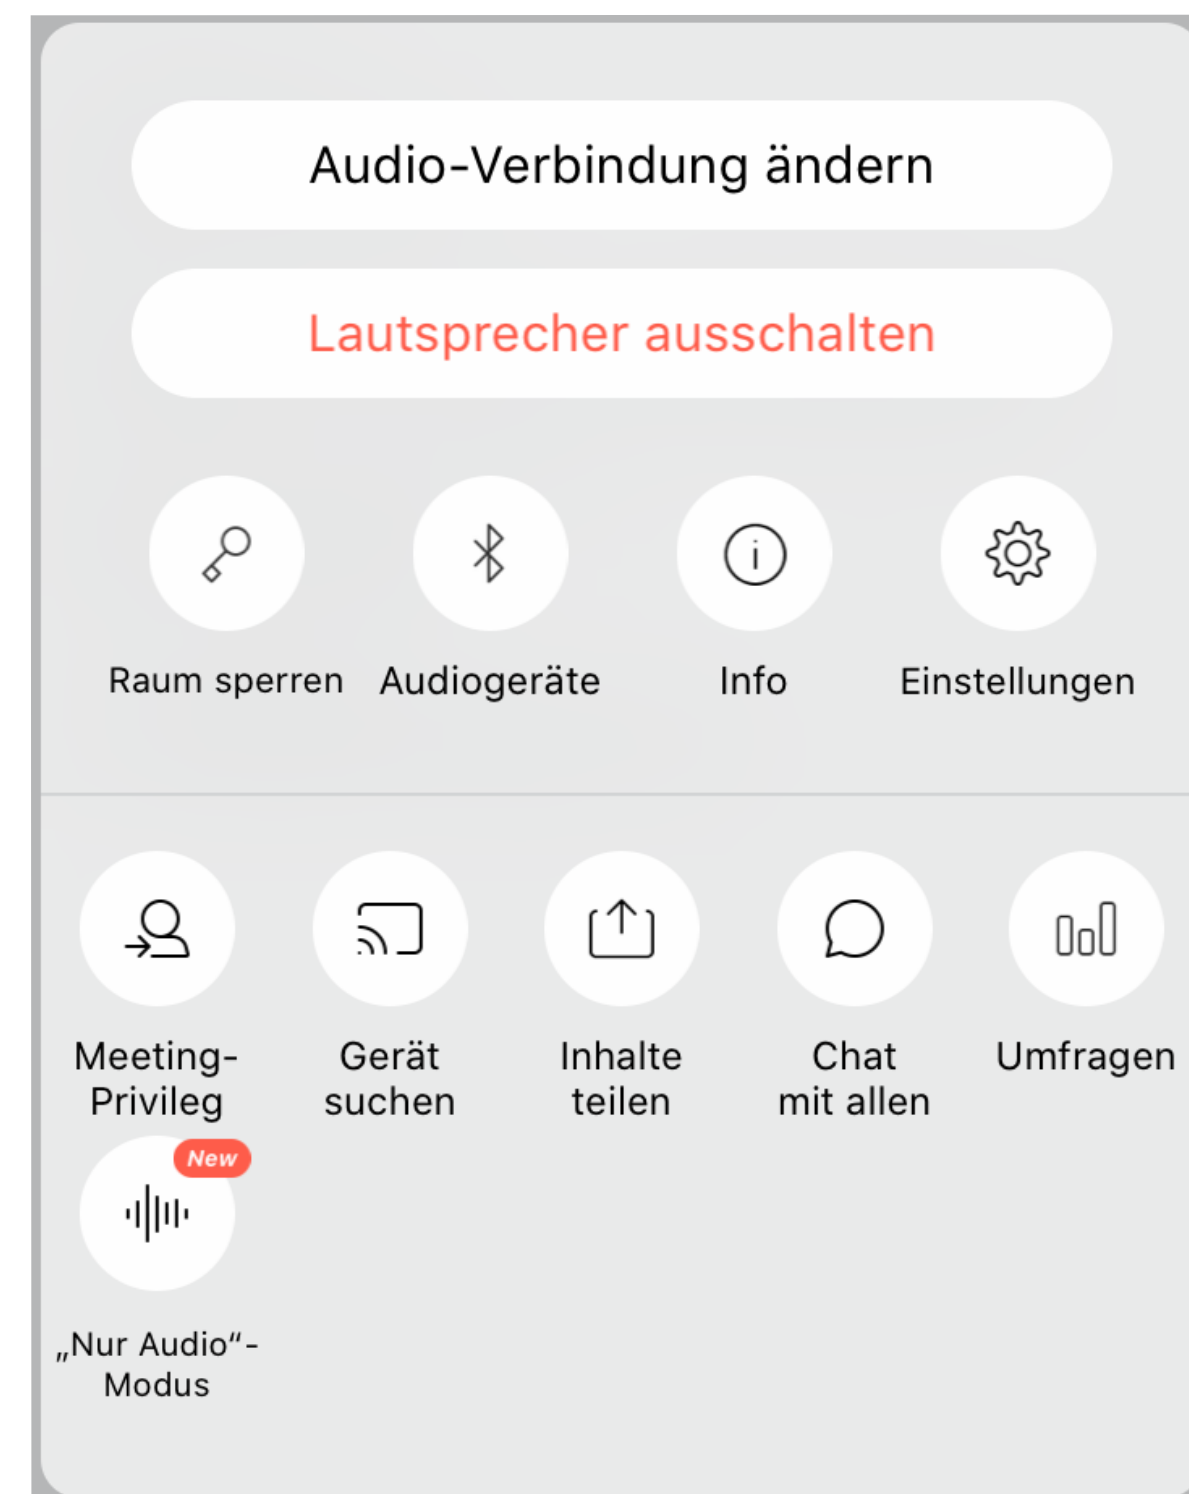 Audio-Verbindung ändern
Lautsprecher ausschalten
Raum sperren
Audiogeräte
Info
Einstellungen
Meeting-
Privileg
Gerät
suchen
Inhalte
teilen
Chat
mit allen
Umfragen
New
„Nur Audio“-
Modus